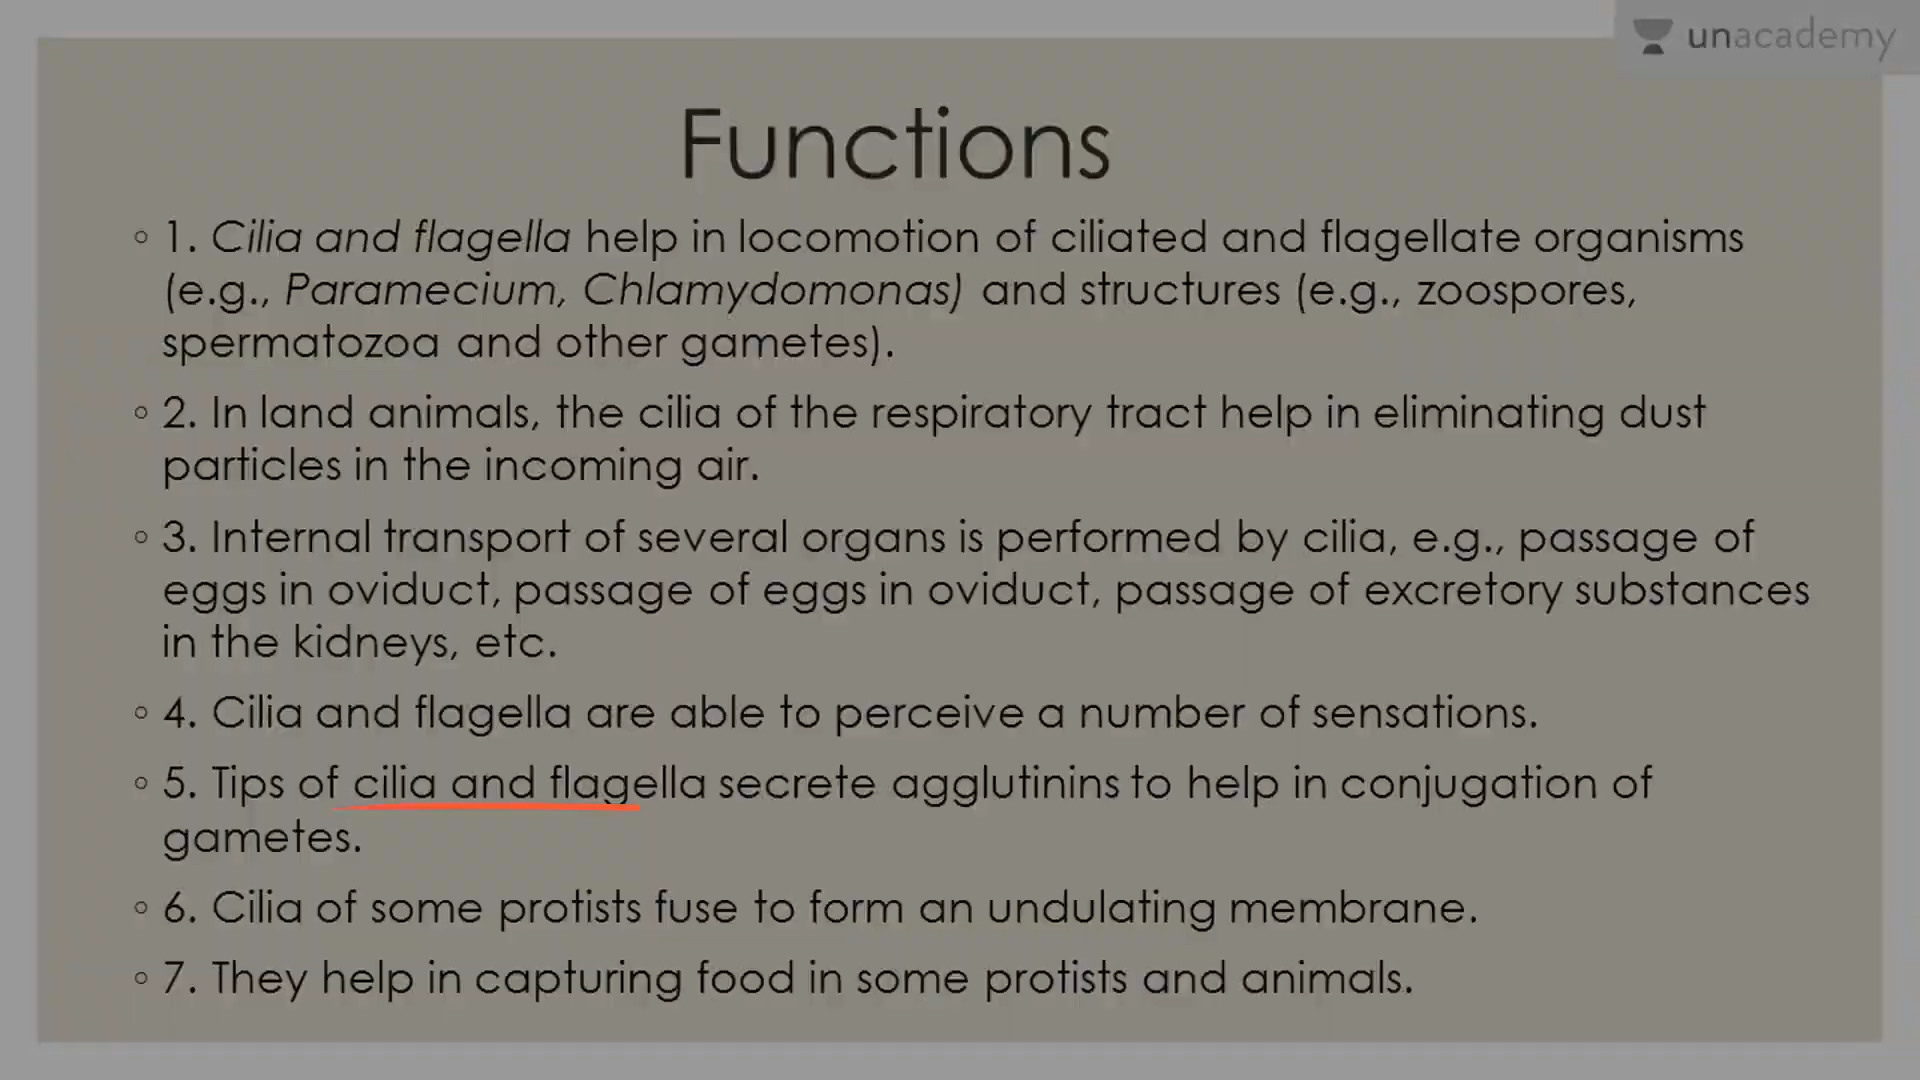 unacademy
Functions
◦ 1. Cilia and flagella help in locomotion of ciliated and flagellate organisms
(e.g., Paramecium, Chlamydomonas) and structures (e.g., zoospores,
spermatozoa and other gametes).
◦ 2. In land animals, the cilia of the respiratory tract help in eliminating dust
particles in the incoming air.
◦ 3. Internal transport of several organs is performed by cilia, e.g., passage of
eggs in oviduct, passage of eggs in oviduct, passage of excretory substances
in the kidneys, etc.
◦ 4. Cilia and flagella are able to perceive a number of sensations.
◦ 5. Tips of cilia and flagella secrete agglutinins to help in conjugation of
gametes.
◦ 6. Cilia of some protists fuse to form an undulating membrane.
◦ 7. They help in capturing food in some protists and animals.